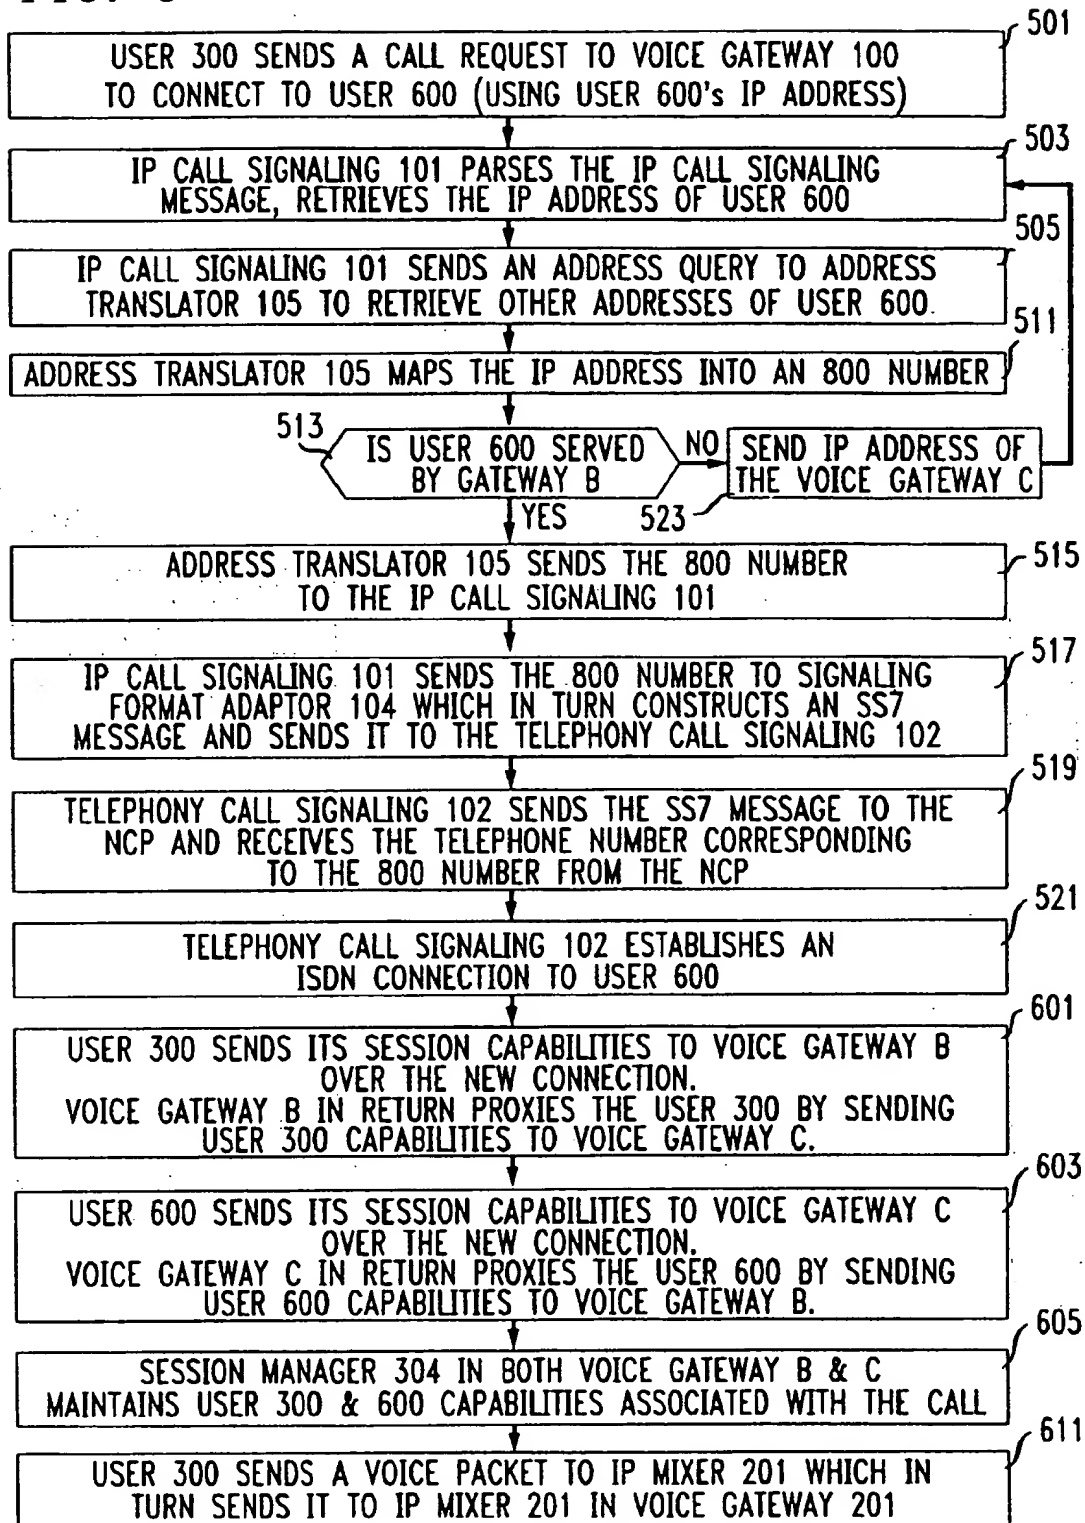 501
USER 300 SENDS A CALL REQUEST TO VOICE GATEWAY 100
TO CONNECT TO USER 600 (USING USER 600's IP ADDRESS)
503
IP CALL SIGNALING 101 PARSES THE IP CALL SIGNALING
MESSAGE, RETRIEVES THE IP ADDRESS OF USER 600
505
IP CALL SIGNALING 101 SENDS AN ADDRESS QUERY TO ADDRESS
TRANSLATOR 105 TO RETRIEVE OTHER ADDRESSES OF USER 600.
511
ADDRESS TRANSLATOR 105 MAPS THE IP ADDRESS INTO AN 800 NUMBER
513
IS USER 600 SERVED
BY GATEWAY B
NO
SEND IP ADDRESS OF
THE VOICE GATEWAY C
YES
523
515
ADDRESS TRANSLATOR 105 SENDS THE 800 NUMBER
TO THE IP CALL SIGNALING 101
517
IP CALL SIGNALING 101 SENDS THE 800 NUMBER TO SIGNALING
FORMAT ADAPTOR 104 WHICH IN TURN CONSTRUCTS AN SS7
MESSAGE AND SENDS IT TO THE TELEPHONY CALL SIGNALING 102
519
TELEPHONY CALL SIGNALING 102 SENDS THE SS7 MESSAGE TO THE
NCP AND RECEIVES THE TELEPHONE NUMBER CORRESPONDING
TO THE 800 NUMBER FROM THE NCP
521
TELEPHONY CALL SIGNALING 102 ESTABLISHES AN
ISDN CONNECTION TO USER 600
601
USER 300 SENDS ITS SESSION CAPABILITIES TO VOICE GATEWAY B
OVER THE NEW CONNECTION.
VOICE GATEWAY B IN RETURN PROXIES THE USER 300 BY SENDING
USER 300 CAPABILITIES TO VOICE GATEWAY C.
603
USER 600 SENDS ITS SESSION CAPABILITIES TO VOICE GATEWAY C
OVER THE NEW CONNECTION.
VOICE GATEWAY C IN RETURN PROXIES THE USER 600 BY SENDING
USER 600 CAPABILITIES TO VOICE GATEWAY B.
605
SESSION MANAGER 304 IN BOTH VOICE GATEWAY B & C
MAINTAINS USER 300 & 600 CAPABILITIES ASSOCIATED WITH THE CALL
611
USER 300 SENDS A VOICE PACKET TO IP MIXER 201 WHICH IN
TURN SENDS IT TO IP MIXER 201 IN VOICE GATEWAY 201